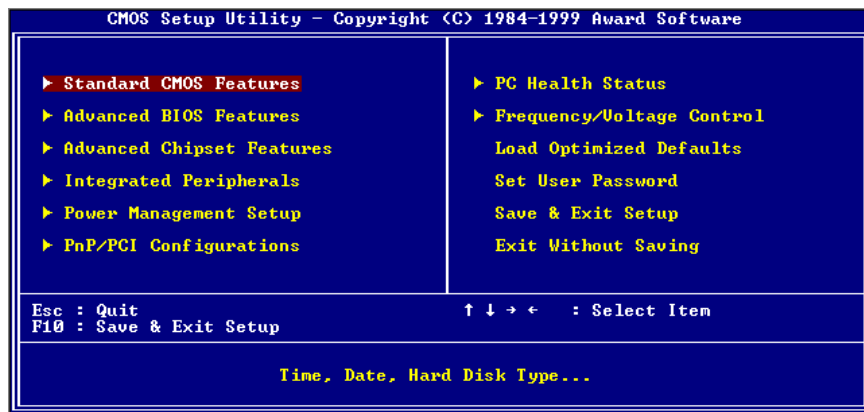 CMOS Setup Utility - Copyright (C) 1984-1999 Award Software
▶ Standard CMOS Features
▶ Advanced BIOS Features
▶ Advanced Chipset Features
▶ Integrated Peripherals
▶ Power Management Setup
▶ PnP/PCI Configurations
▶ PC Health Status
▶ Frequency/Voltage Control
Load Optimized Defaults
Set User Password
Save & Exit Setup
Exit Without Saving
Esc : Quit
F10 : Save & Exit Setup
↑ ↓ → ← : Select Item
Time, Date, Hard Disk Type...